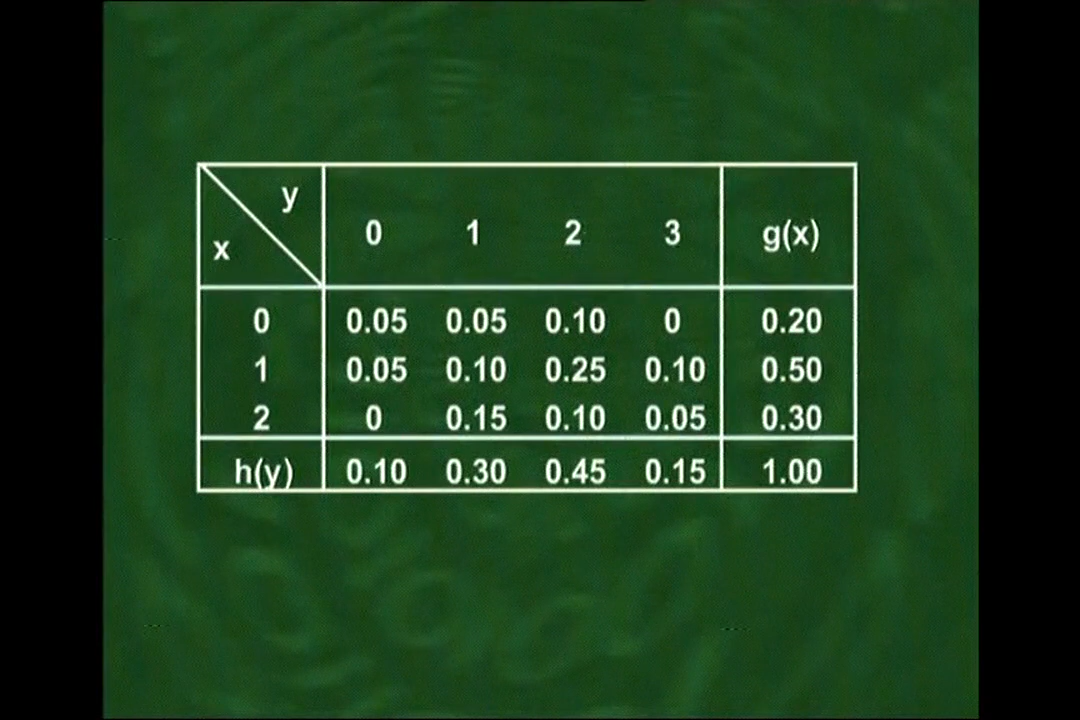 y
x 0 1 2 3 g(x)
0 0.05 0.05 0.10 0 0.20
1 0.05 0.10 0.25 0.10 0.50
2 0 0.15 0.10 0.05 0.30
h(y) 0.10 0.30 0.45 0.15 1.00